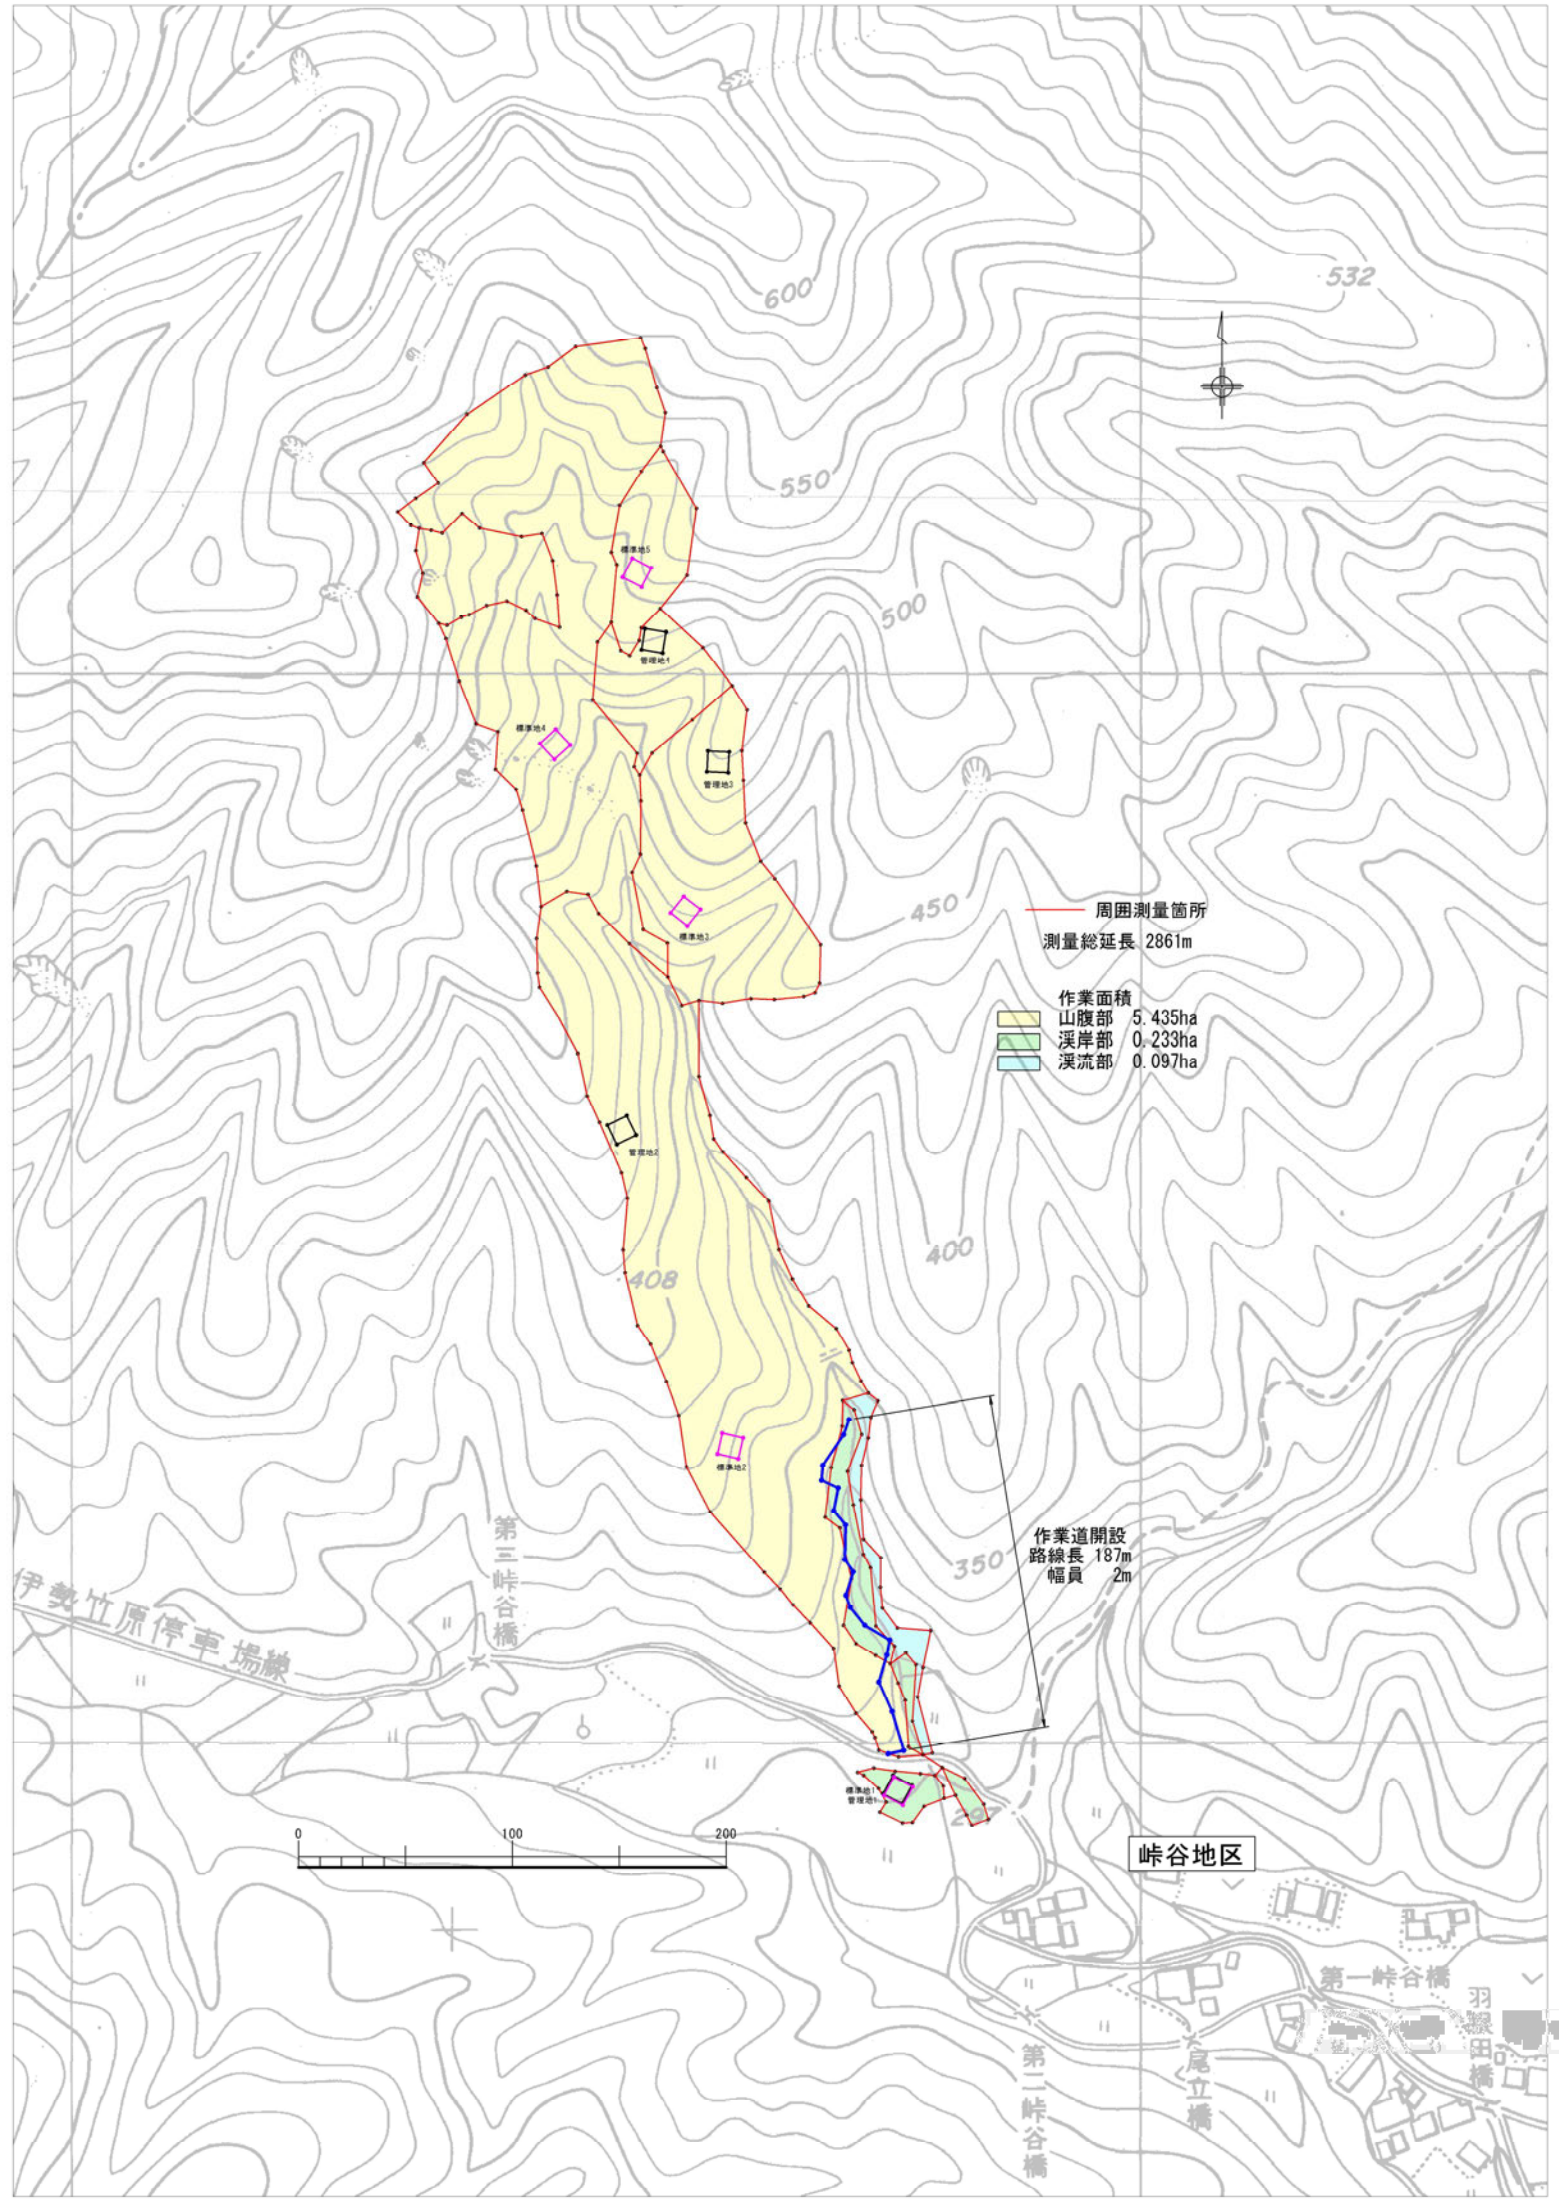 600
532
550
標準地5
500
管理地4
標準地4
管理地3
450
周囲測量箇所
測量総延長 2861m
標準地3
作業面積
山腹部 5.435ha
渓岸部 0.233ha
渓流部 0.097ha
管理地2
400
408
標準地2
第三峠谷橋
350
作業道開設
路線長 187m
幅員 2m
伊勢竹原停車場線
標準地1
管理地1
297
0 100 200
峠谷地区
第一峠谷橋
羽根田橋
第二峠谷橋
尾立橋